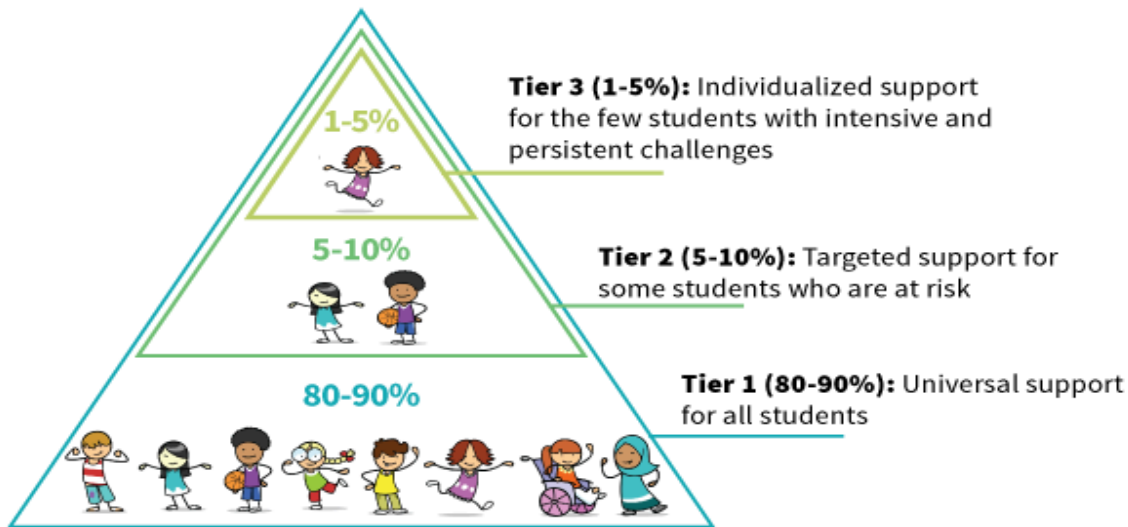 1-5%
Tier 3 (1-5%): Individualized support
for the few students with intensive and
persistent challenges
5-10%
Tier 2 (5-10%): Targeted support for
some students who are at risk
80-90%
Tier 1 (80-90%): Universal support
for all students